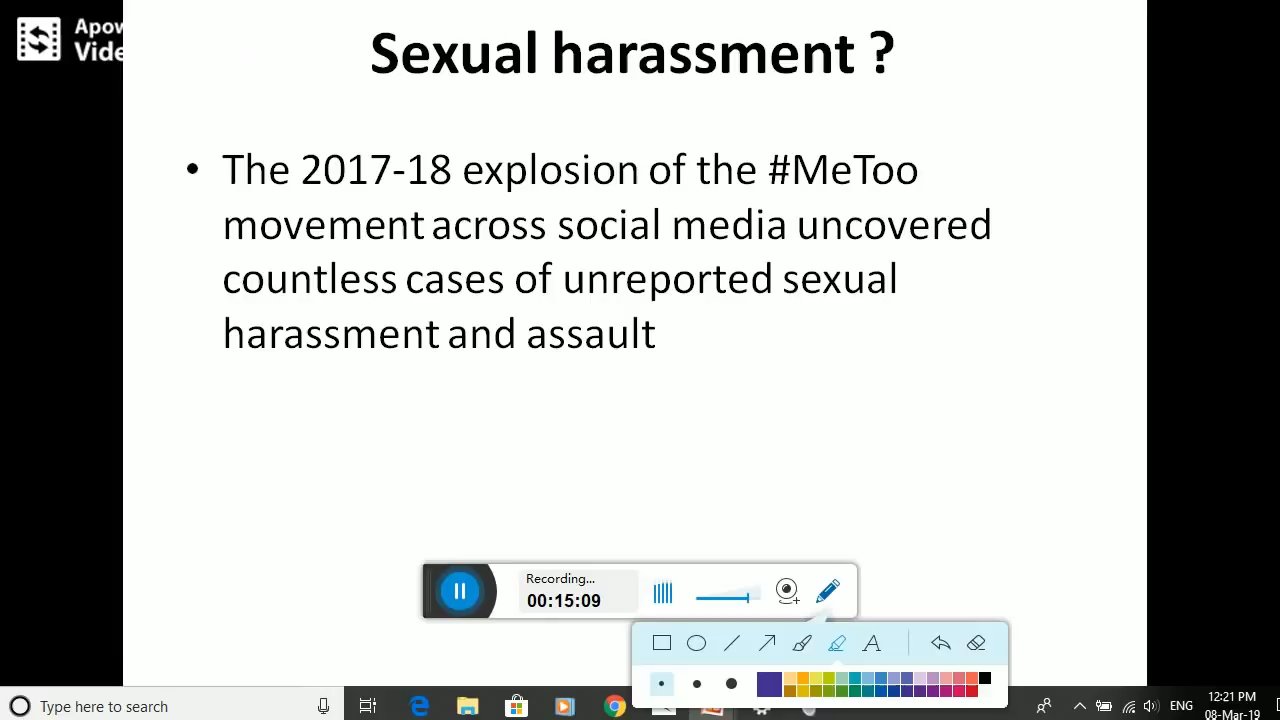 Apow
Vide
Sexual harassment ?
• The 2017-18 explosion of the #MeToo
movement across social media uncovered
countless cases of unreported sexual
harassment and assault
Recording...
00:15:09
A
Type here to search
ENG
12:21 PM
08-Mar-19